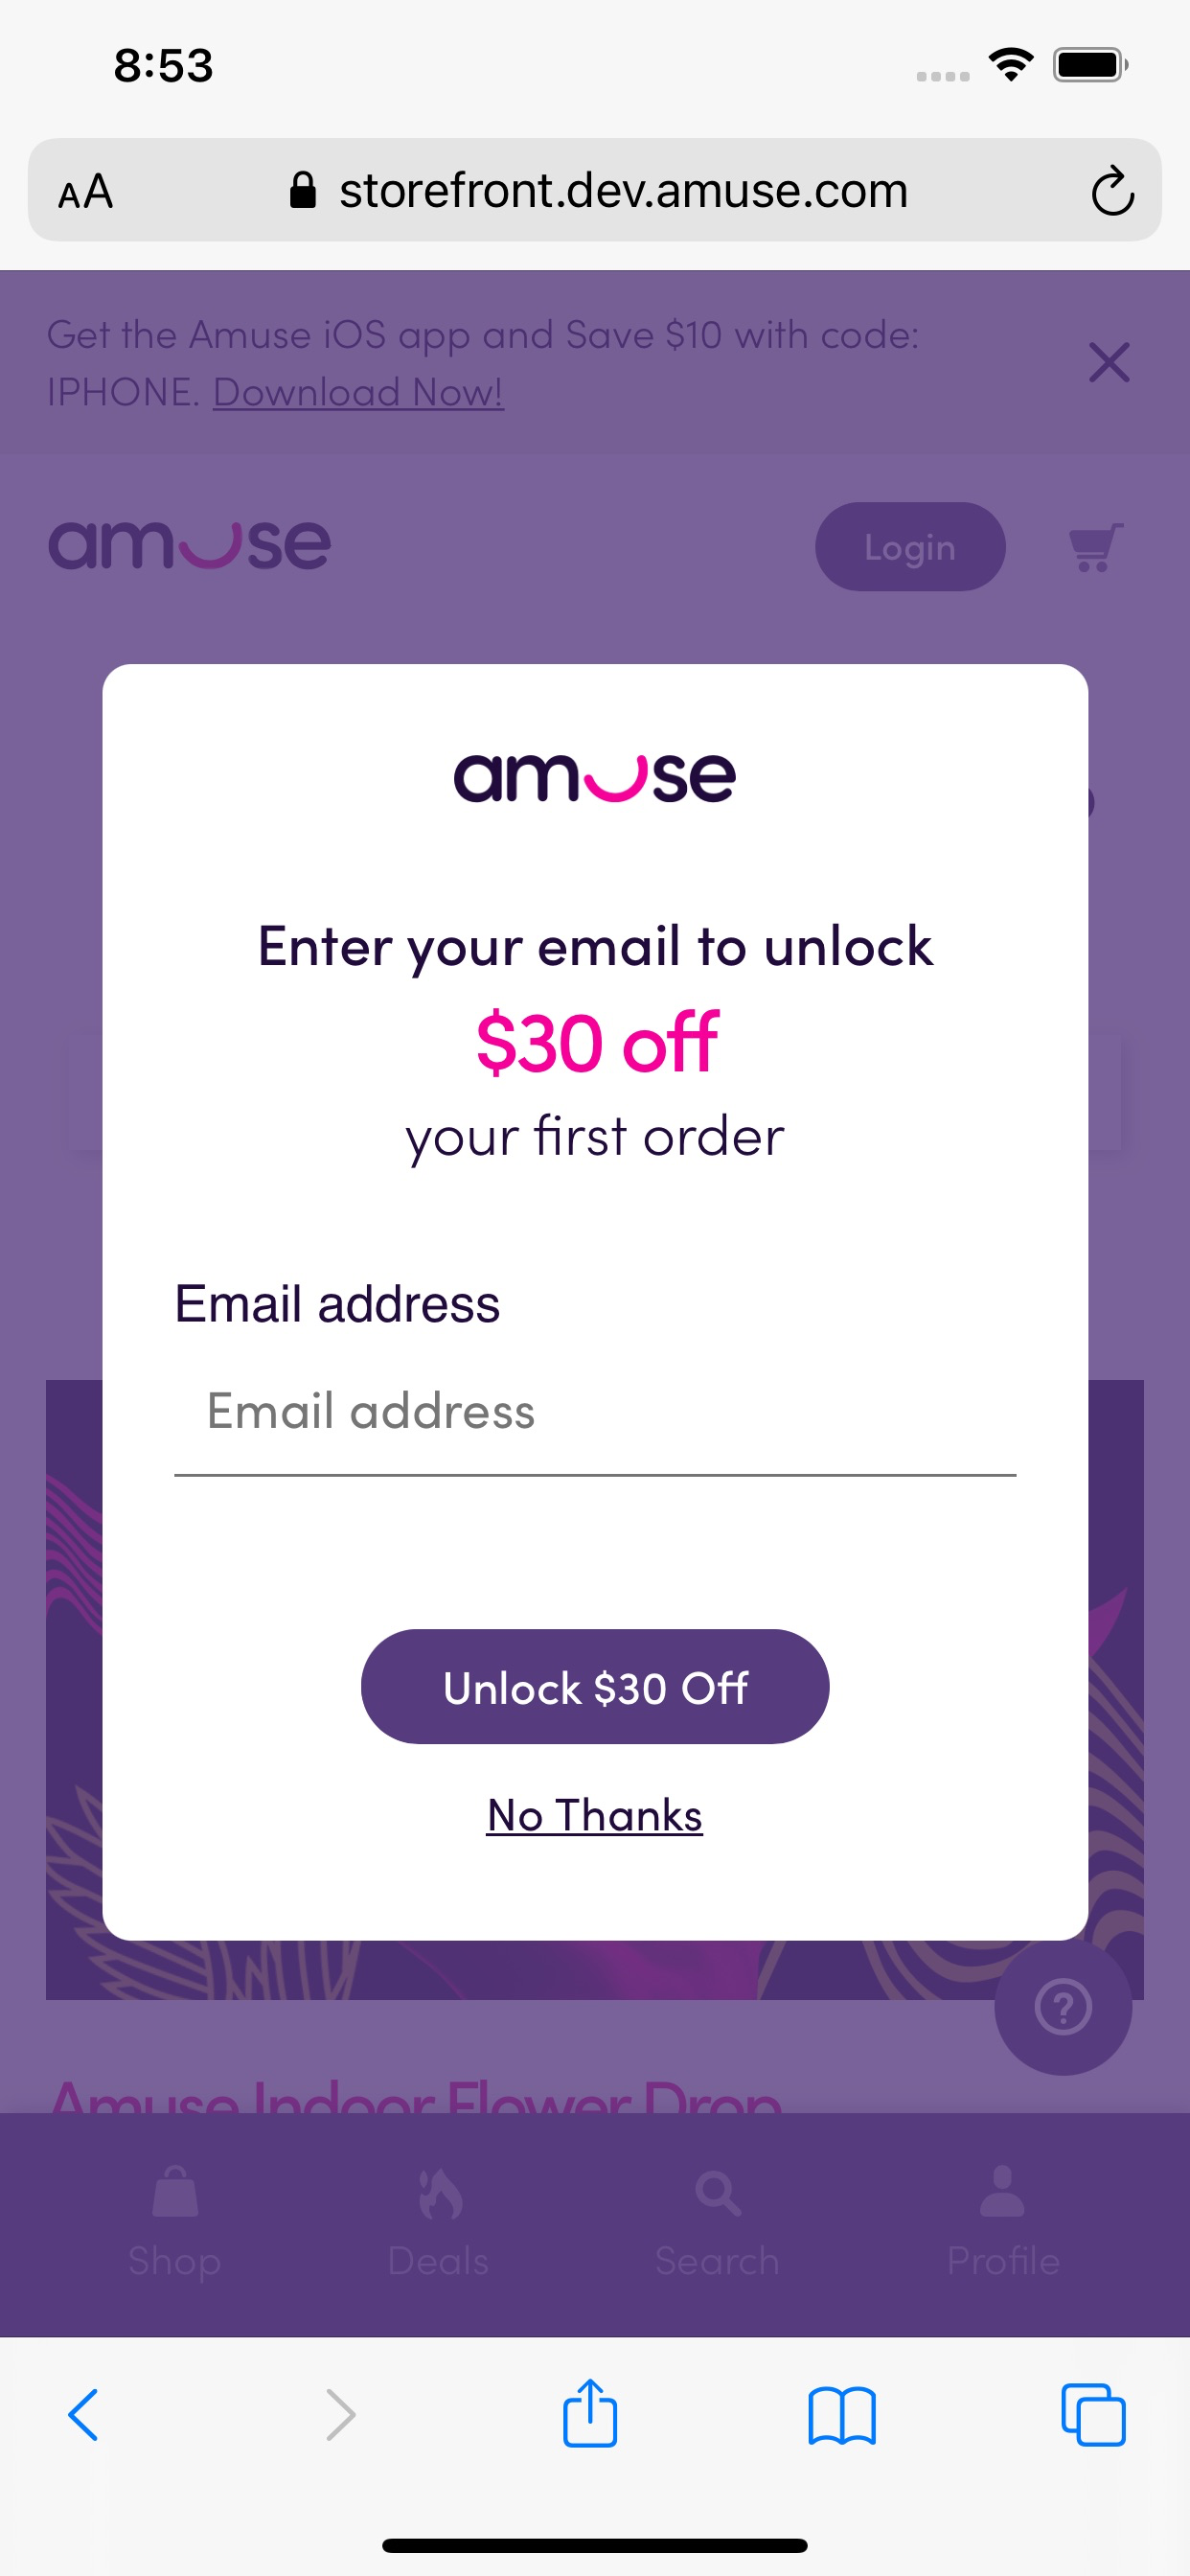 8:53
AA storefront.dev.amuse.com
Get the Amuse iOS app and Save $10 with code:
IPHONE. Download Now!
amuse
Login
amuse
Enter your email to unlock
$30 off
your first order
Email address
Email address
Unlock $30 Off
No Thanks
?
Amuse Indoor Flower Drop
Shop Deals Search Profile